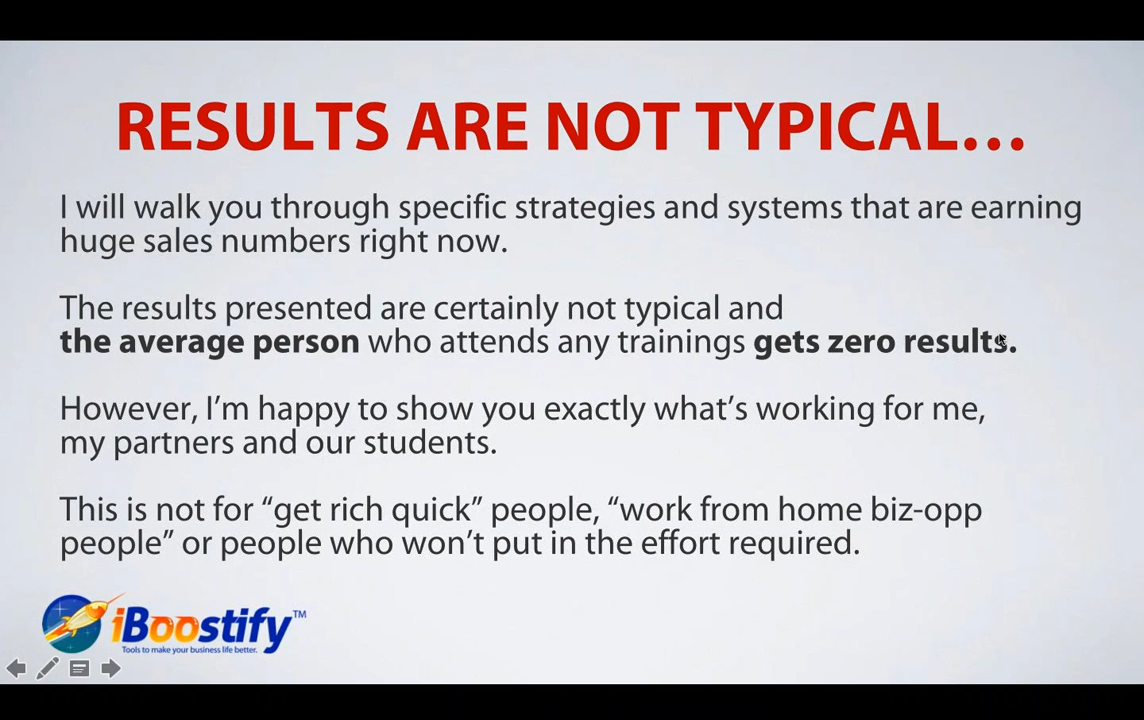 RESULTS ARE NOT TYPICAL…
I will walk you through specific strategies and systems that are earning
huge sales numbers right now.
The results presented are certainly not typical and
the average person who attends any trainings gets zero results.
However, I’m happy to show you exactly what’s working for me,
my partners and our students.
This is not for “get rich quick” people, “work from home biz-opp
people” or people who won’t put in the effort required.
iBoostify™
Tools to make your business life better.